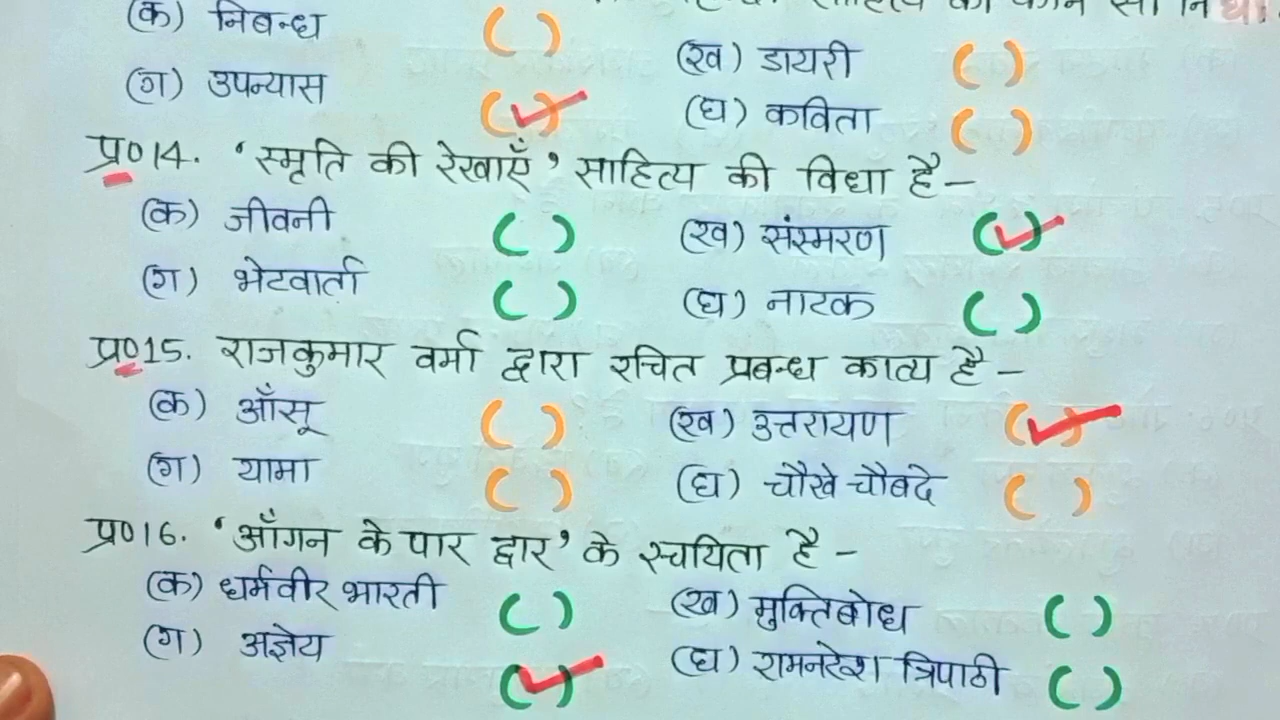 साहित्य की कौन सी
(क) निबन्ध ( ) (ख) डायरी ( )
(ग) उपन्यास (✓) (घ) कविता ( )
प्र०14. 'स्मृति की रेखाएँ' साहित्य की विधा है-
(क) जीवनी ( ) (ख) संस्मरण (✓)
(ग) भेटवार्ता ( ) (घ) नाटक ( )
प्र०15. राजकुमार वर्मा द्वारा रचित प्रबन्ध काव्य है-
(क) आँसू ( ) (ख) उत्तरायण (✓)
(ग) यामा ( ) (घ) चौखे चौबदे ( )
प्र०16. 'आँगन के पार द्वार' के रचयिता है-
(क) धर्मवीर भारती ( ) (ख) मुक्तिबोध ( )
(ग) अज्ञेय (✓) (घ) रामनरेश त्रिपाठी ( )